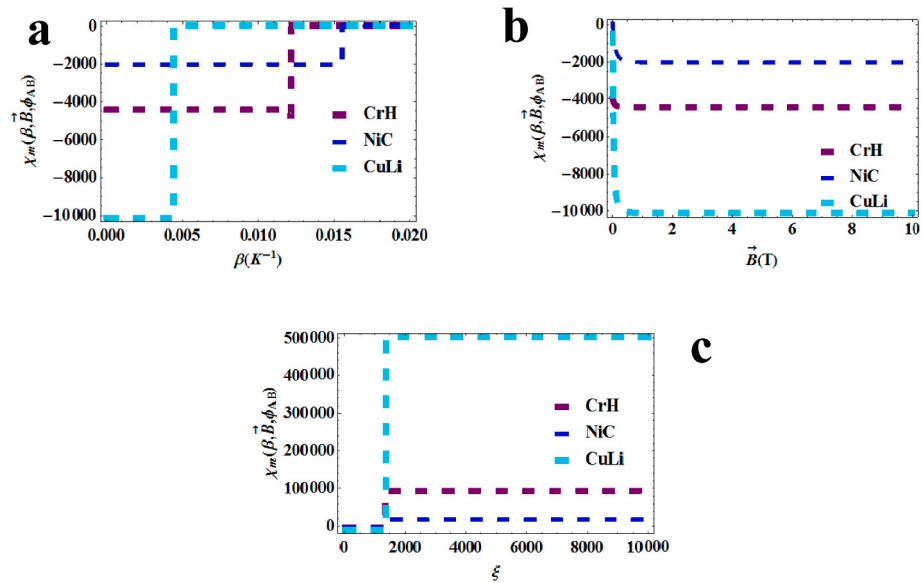 a
χm(β,B⃗,ϕAB)
0
−2000
−4000
−6000
−8000
−10000
CrH
NiC
CuLi
0.000 0.005 0.010 0.015 0.020
β(K⁻¹)
b
χm(β,B⃗,ϕAB)
0
−2000
−4000
−6000
−8000
−10000
CrH
NiC
CuLi
0 2 4 6 8 10
B⃗(T)
c
χm(β,B⃗,ϕAB)
500000
400000
300000
200000
100000
0
CrH
NiC
CuLi
0 2000 4000 6000 8000 10000
ξ